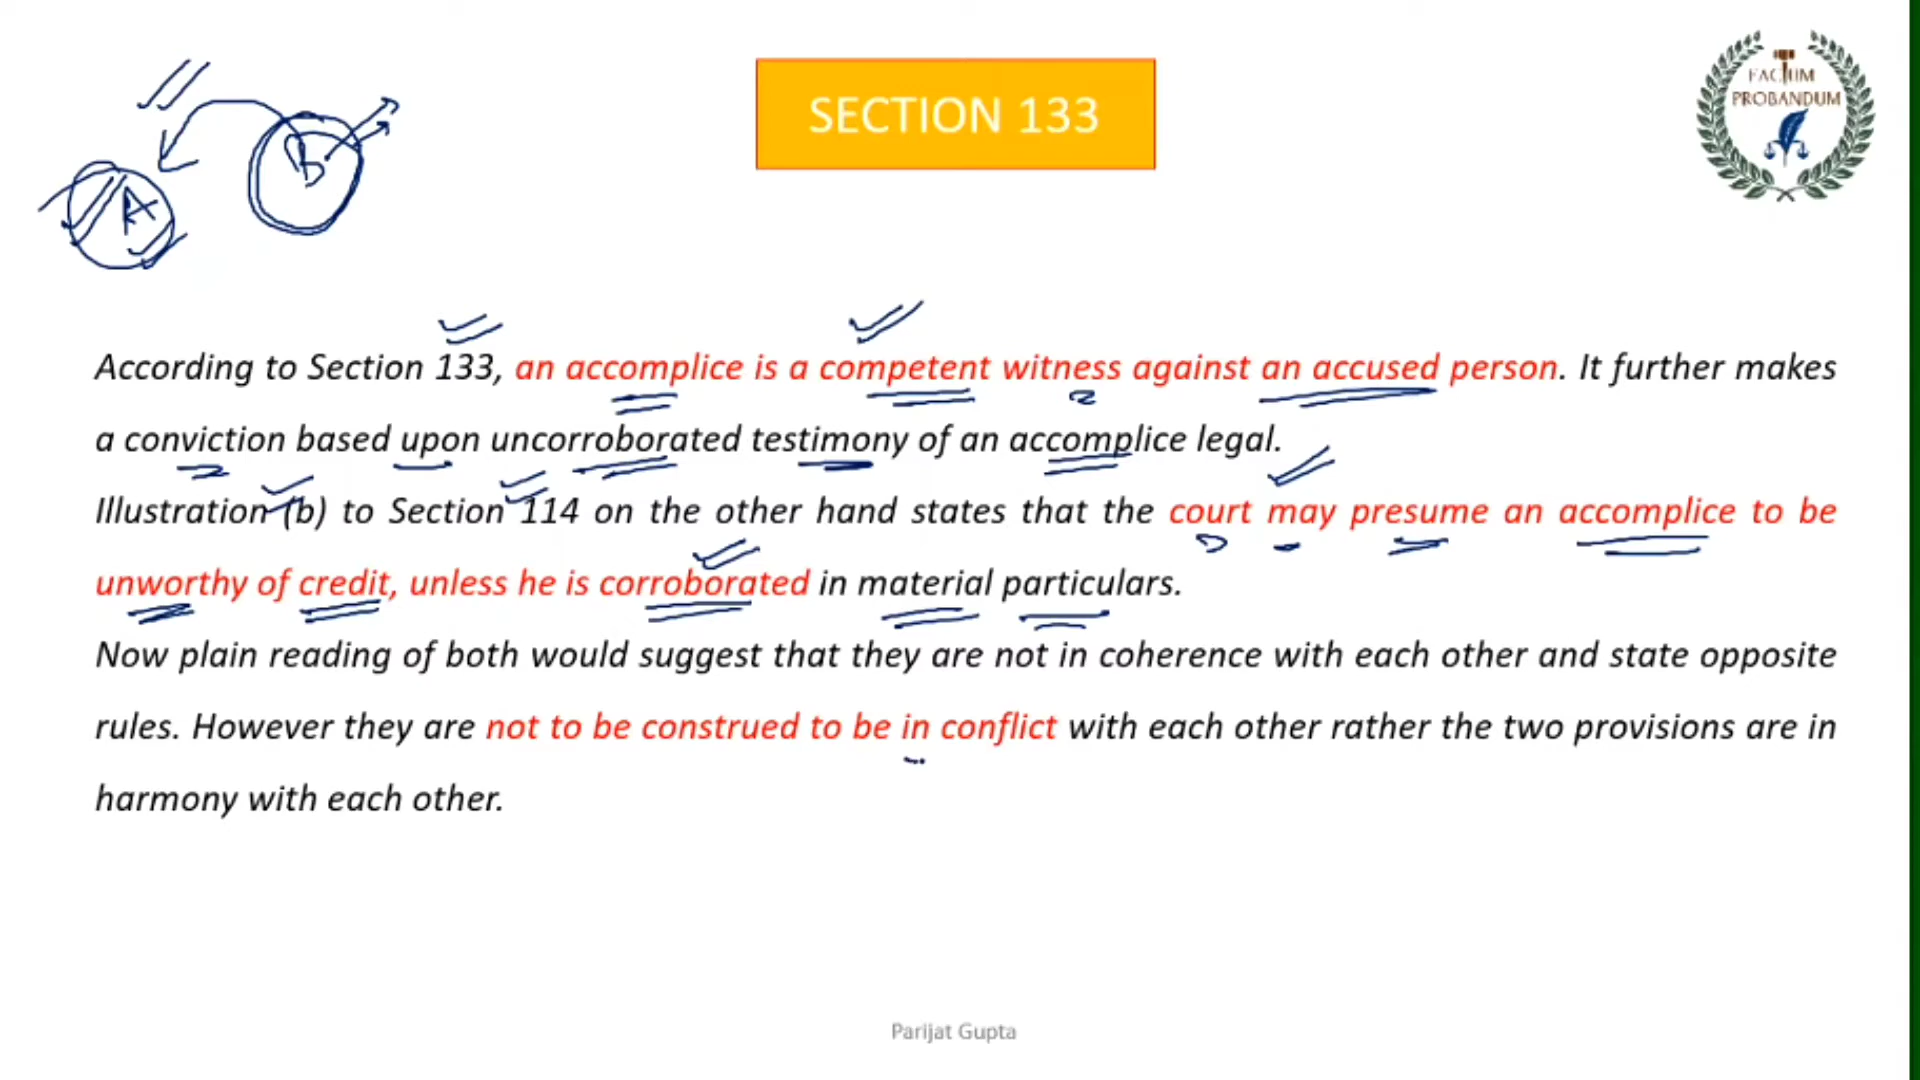 SECTION 133
FACTUM
PROBANDUM
B
A
According to Section 133, an accomplice is a competent witness against an accused person. It further makes
a conviction based upon uncorroborated testimony of an accomplice legal.
Illustration (b) to Section 114 on the other hand states that the court may presume an accomplice to be
unworthy of credit, unless he is corroborated in material particulars.
Now plain reading of both would suggest that they are not in coherence with each other and state opposite
rules. However they are not to be construed to be in conflict with each other rather the two provisions are in
harmony with each other.
Parijat Gupta